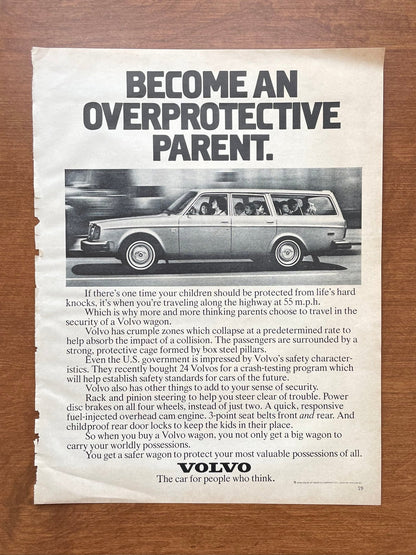 BECOME AN
OVERPROTECTIVE
PARENT.
If there's one time your children should be protected from life's hard
knocks, it's when you're traveling along the highway at 55 m.p.h.
Which is why more and more thinking parents choose to travel in the
security of a Volvo wagon.
Volvo has crumple zones which collapse at a predetermined rate to
help absorb the impact of a collision. The passengers are surrounded by a
strong, protective cage formed by box steel pillars.
Even the U.S. government is impressed by Volvo's safety character-
istics. They recently bought 24 Volvos for a crash-testing program which
will help establish safety standards for cars of the future.
Volvo also has other things to add to your sense of security.
Rack and pinion steering to help you steer clear of trouble. Power
disc brakes on all four wheels, instead of just two. A quick, responsive
fuel-injected overhead cam engine. 3-point seat belts front and rear. And
childproof rear door locks to keep the kids in their place.
So when you buy a Volvo wagon, you not only get a big wagon to
carry your worldly possessions.
You get a safer wagon to protect your most valuable possessions of all.
VOLVO
The car for people who think.
19